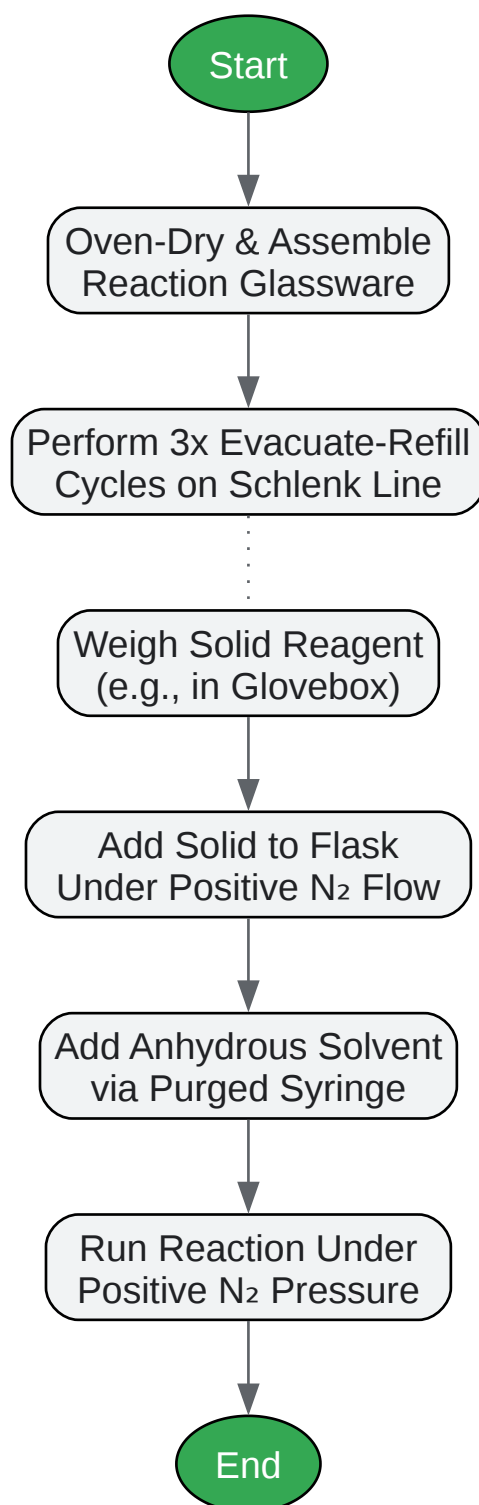 Start
Oven-Dry & Assemble
Reaction Glassware
Perform 3x Evacuate-Refill
Cycles on Schlenk Line
Weigh Solid Reagent
(e.g., in Glovebox)
Add Solid to Flask
Under Positive N₂ Flow
Add Anhydrous Solvent
via Purged Syringe
Run Reaction Under
Positive N₂ Pressure
End